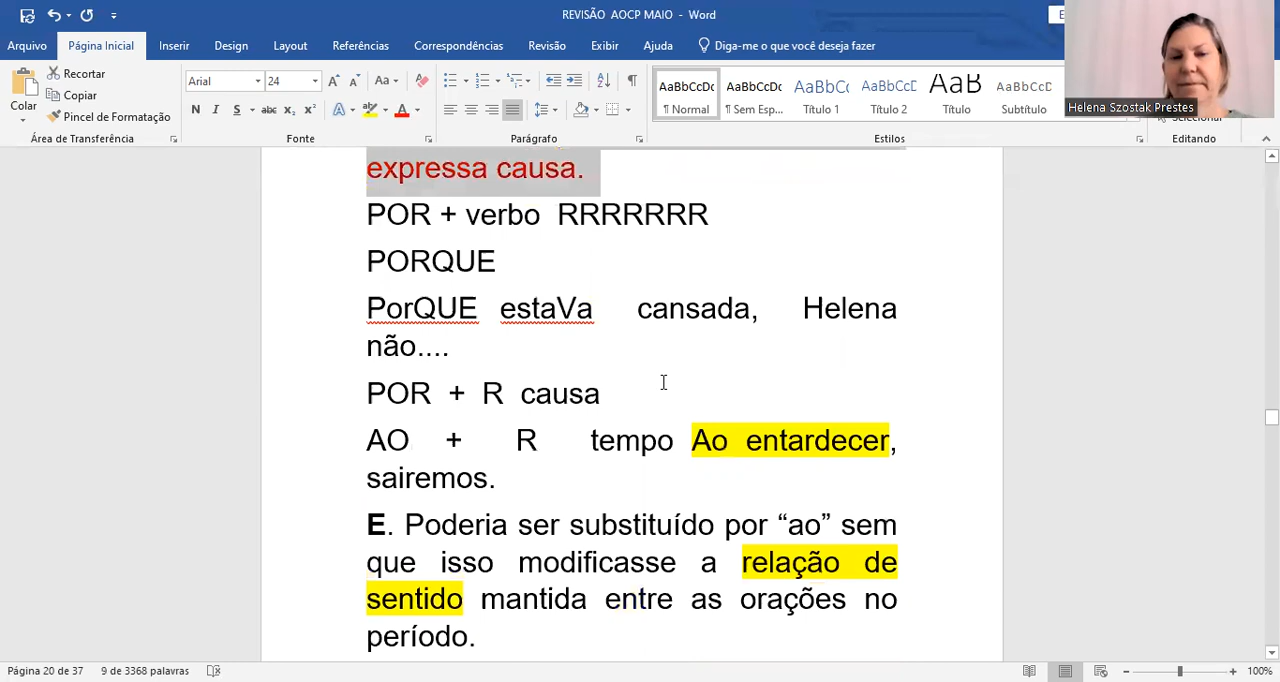 REVISÃO AOCP MAIO - Word
Arquivo Página Inicial Inserir Design Layout Referências Correspondências Revisão Exibir Ajuda Diga-me o que você deseja fazer
Colar
Recortar
Copiar
Pincel de Formatação
Área de Transferência
Arial 24
N I S abc x₂ x²
Fonte
Parágrafo
AaBbCcDc AaBbCcDc AaBbCc AaBbCcC AaB AaBbCcC
¶ Normal ¶ Sem Esp... Título 1 Título 2 Título Subtítulo
Estilos
Helena Szostak Prestes
Editando
expressa causa.
POR + verbo RRRRRRR
PORQUE
PorQUE estaVa cansada, Helena
não....
POR + R causa
AO + R tempo Ao entardecer,
sairemos.
E. Poderia ser substituído por “ao” sem
que isso modificasse a relação de
sentido mantida entre as orações no
período.
Página 20 de 37 9 de 3368 palavras
100%